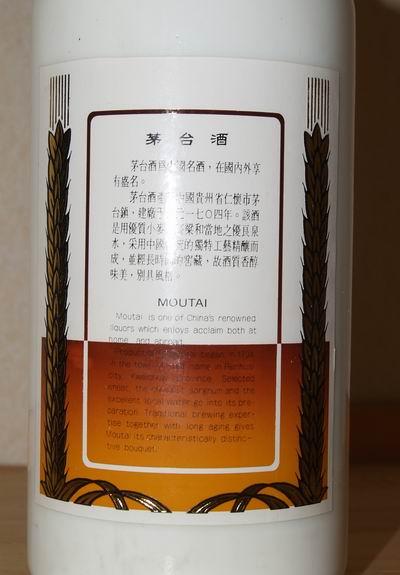 茅台酒
茅台酒爲中國名酒，在國內外享
有盛名。
茅台酒產於中國貴州省仁懷市茅
台鎮，建廠于 一七〇四年。該酒
是用優質小麥、高粱和當地之優良泉
水，采用中國 的獨特工藝精釀而
成，並經長時 窖藏，故酒質香醇
味美，別具風格。
MOUTAI
Moutai is one of China's renowned
liquors which enjoys acclaim both at
home and abroad.
Production of Moutai began in 1704
in the town of that name in Renhuai
city, Kweichow province. Selected
wheat, the choicest sorghum and the
excellent local water go into its pre-
paration. Traditional brewing exper-
tise together with long aging gives
Moutai its characteristically distinc-
tive bouquet.